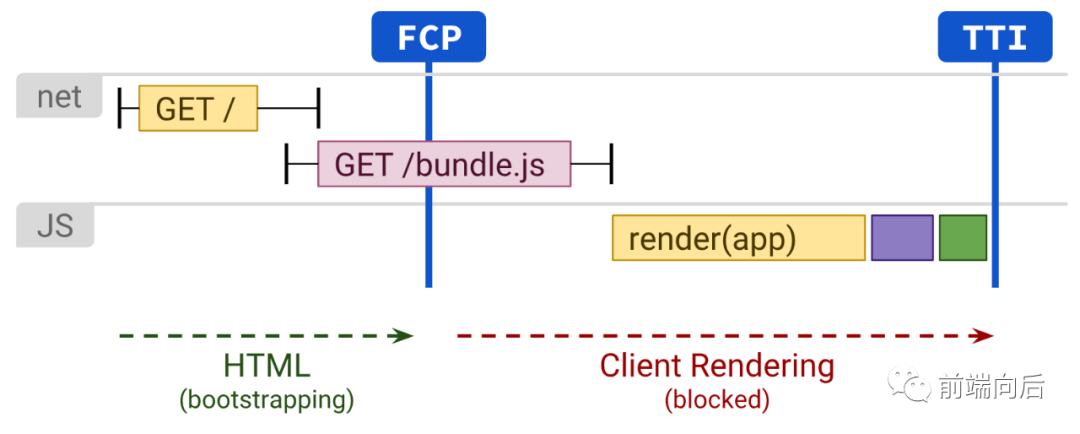 FCP
TTI
net
GET /
GET /bundle.js
JS
render(app)
HTML
(bootstrapping)
Client Rendering
(blocked)
前端向后